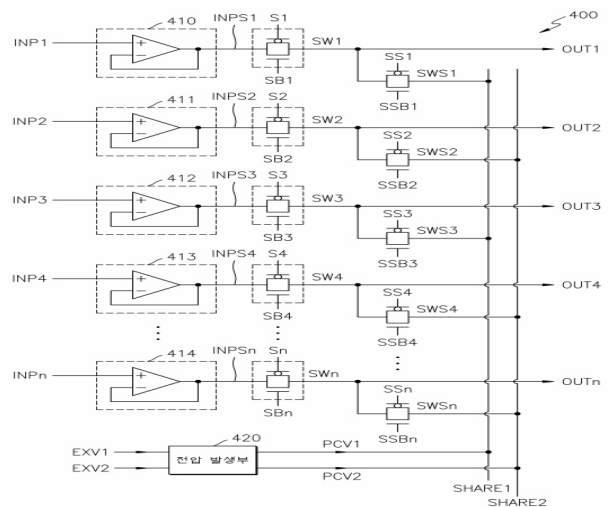 400
410 INPS1 S1
INP1 + − SW1 OUT1
SS1
SB1 SWS1
SSB1
411 INPS2 S2
INP2 + − SW2 OUT2
SS2
SB2 SWS2
SSB2
412 INPS3 S3
INP3 + − SW3 OUT3
SS3
SB3 SWS3
SSB3
413 INPS4 S4
INP4 + − SW4 OUT4
SS4
SB4 SWS4
SSB4
414 INPSn Sn
INPn + − SWn OUTn
SSn
SBn SWSn
SSBn
420
EXV1 PCV1
전압 발생부
EXV2 PCV2
SHARE1
SHARE2